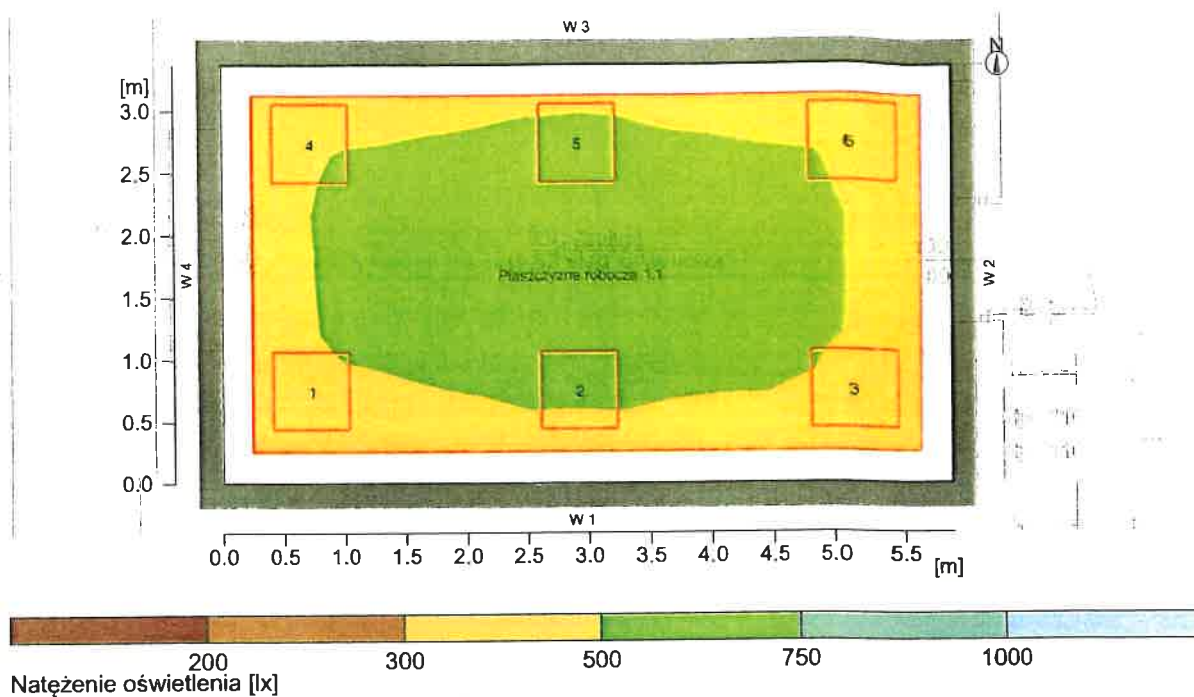 W 3
N
[m]
3.0
2.5
2.0
1.5
1.0
0.5
0.0
4
5
6
W 4
Płaszczyzna robocza 1.1
W 2
1
2
3
W 1
0.0 0.5 1.0 1.5 2.0 2.5 3.0 3.5 4.0 4.5 5.0 5.5
[m]
200 300 500 750 1000
Natężenie oświetlenia [lx]